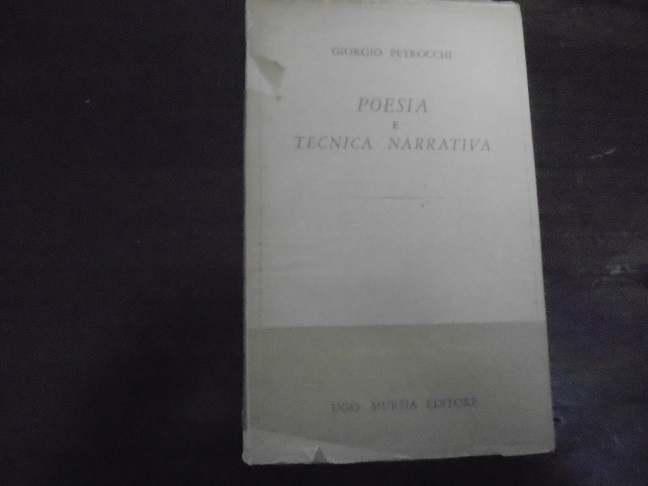 GIORGIO PETROCCHI
POESIA
E
TECNICA NARRATIVA
UGO MURSIA EDITORE